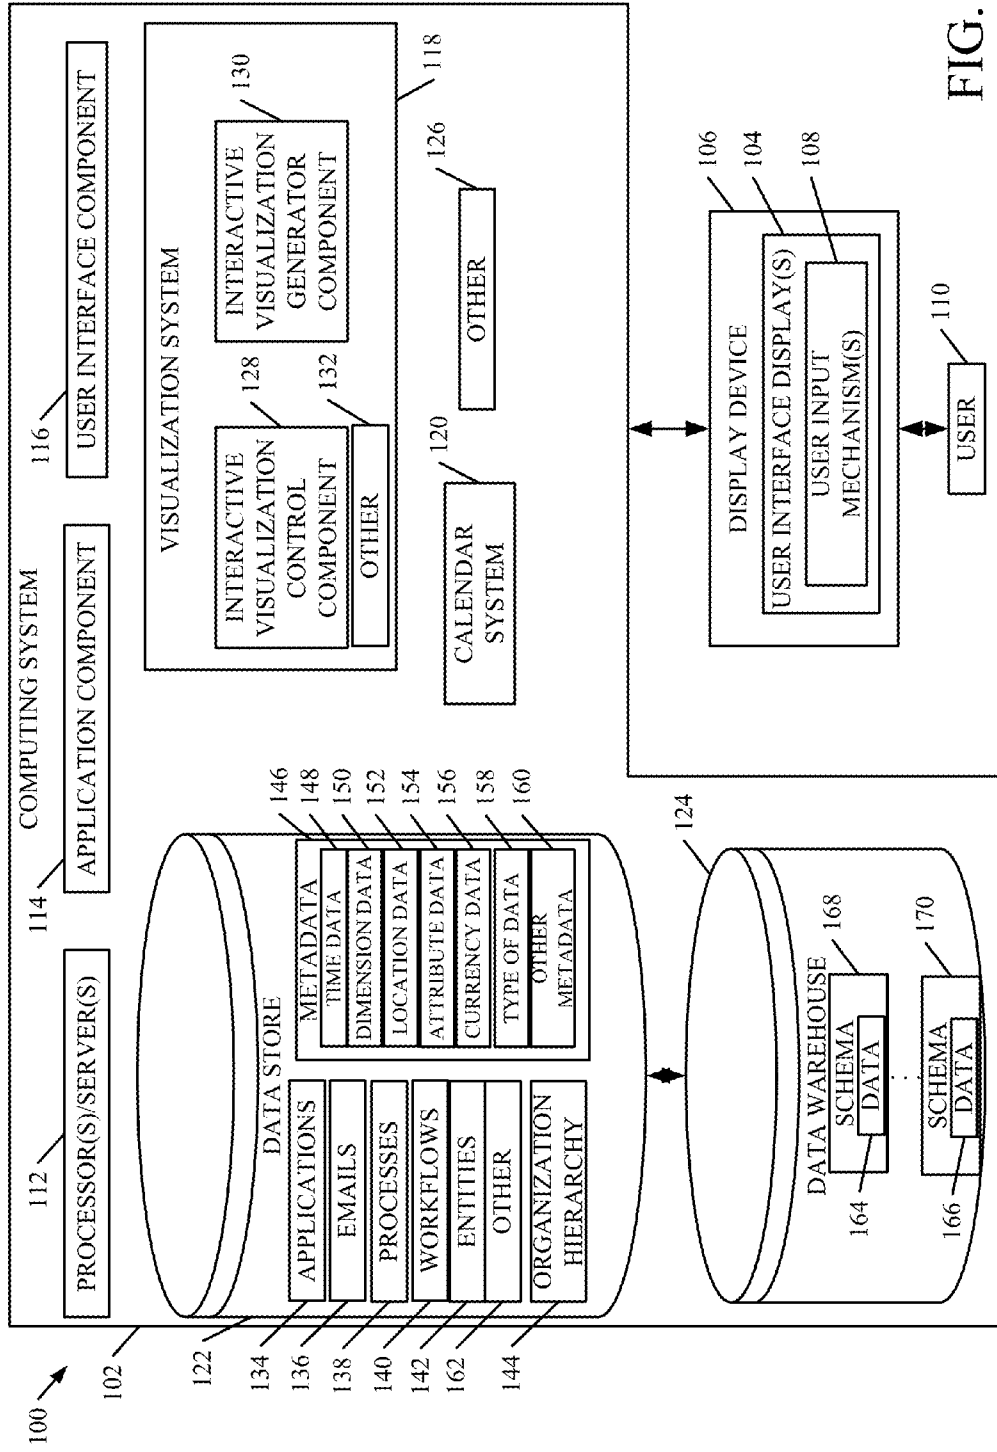 100
102
COMPUTING SYSTEM
112
PROCESSOR(S)/SERVER(S)
114
APPLICATION COMPONENT
116
USER INTERFACE COMPONENT
122
DATA STORE
134
APPLICATIONS
136
EMAILS
138
PROCESSES
140
WORKFLOWS
142
ENTITIES
162
OTHER
144
ORGANIZATION
HIERARCHY
METADATA
146
TIME DATA
148
DIMENSION DATA
150
LOCATION DATA
152
ATTRIBUTE DATA
154
CURRENCY DATA
156
TYPE OF DATA
158
OTHER
METADATA
160
VISUALIZATION SYSTEM
118
INTERACTIVE
VISUALIZATION
CONTROL
COMPONENT
128
OTHER
132
INTERACTIVE
VISUALIZATION
GENERATOR
COMPONENT
130
CALENDAR
SYSTEM
120
OTHER
126
124
DATA WAREHOUSE
SCHEMA
168
DATA
164
SCHEMA
170
DATA
166
DISPLAY DEVICE
106
USER INTERFACE DISPLAY(S)
104
USER INPUT
MECHANISM(S)
108
USER
110
FIG.